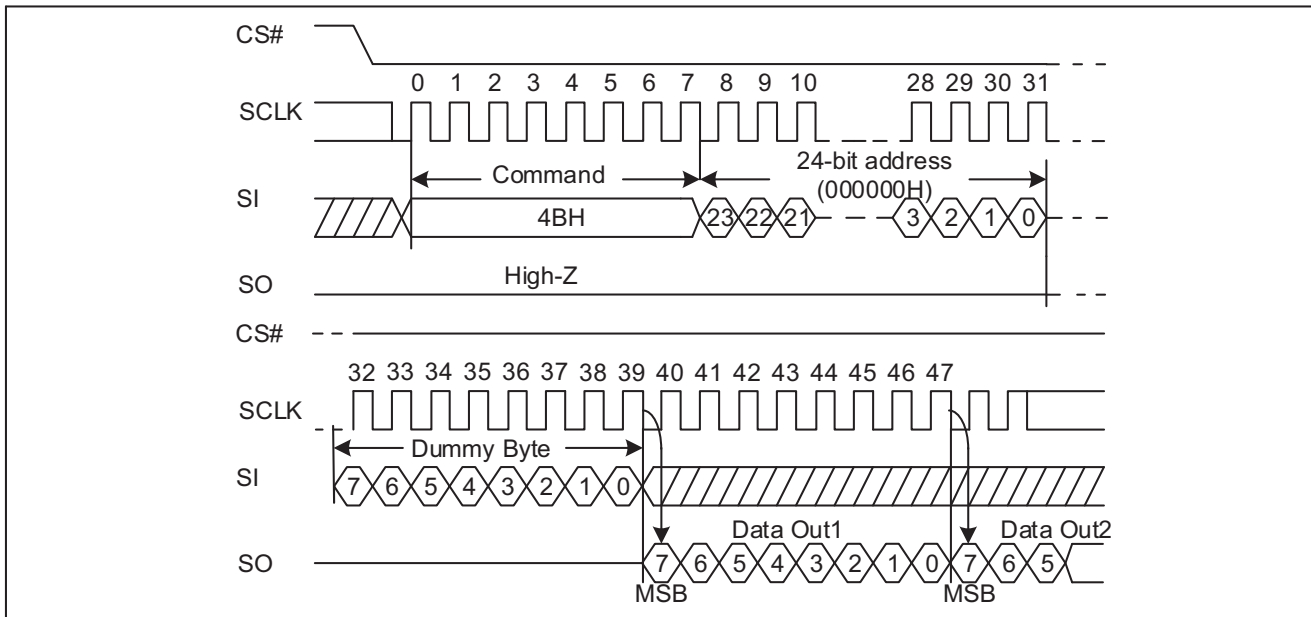 CS#
0 1 2 3 4 5 6 7 8 9 10 28 29 30 31
SCLK
Command
24-bit address
(000000H)
SI
4BH
23 22 21 3 2 1 0
SO
High-Z
CS#
32 33 34 35 36 37 38 39 40 41 42 43 44 45 46 47
SCLK
Dummy Byte
SI
7 6 5 4 3 2 1 0
Data Out1
Data Out2
SO
7 6 5 4 3 2 1 0 7 6 5
MSB
MSB